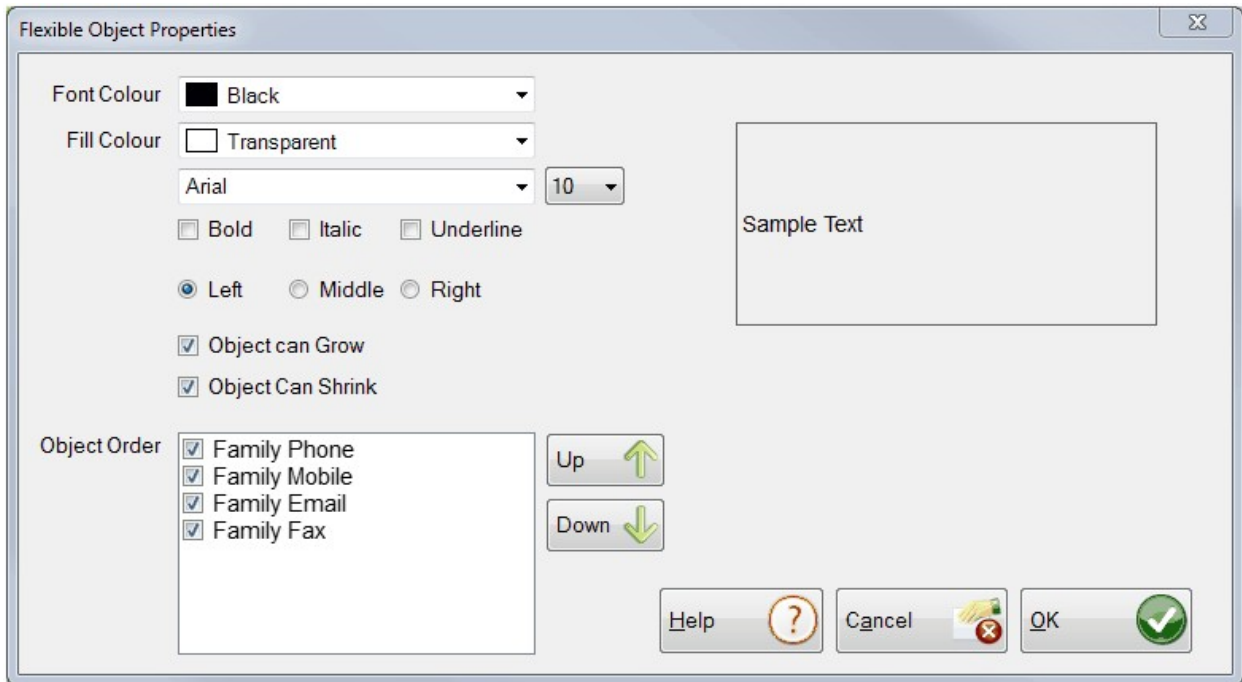 Flexible Object Properties
Font Colour Black
Fill Colour Transparent
Arial 10
Bold Italic Underline
Sample Text
Left Middle Right
Object can Grow
Object Can Shrink
Object Order
Family Phone
Family Mobile
Family Email
Family Fax
Up
Down
Help Cancel OK